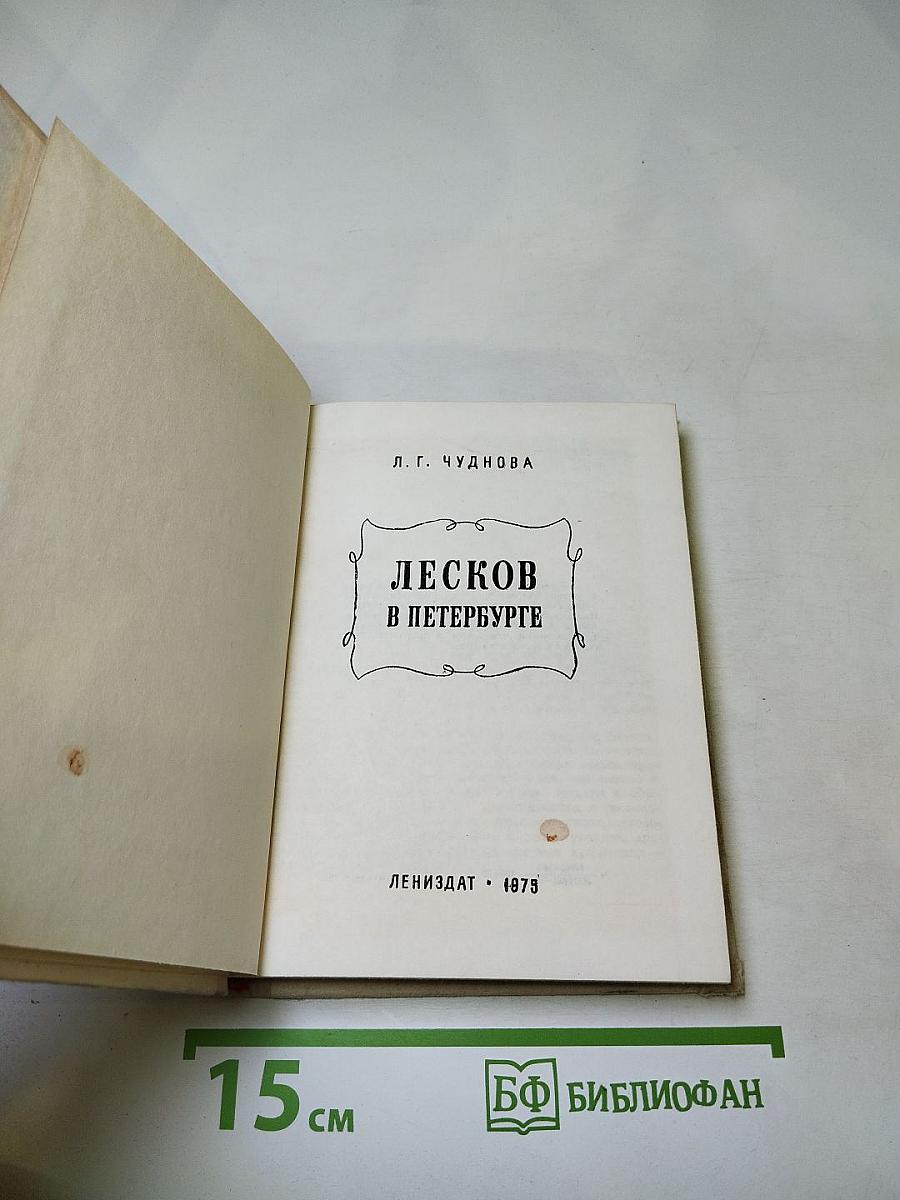 Л. Г. ЧУДНОВА
ЛЕСКОВ
В ПЕТЕРБУРГЕ
ЛЕНИЗДАТ • 1975
15 см
БФ БИБЛИОФАН